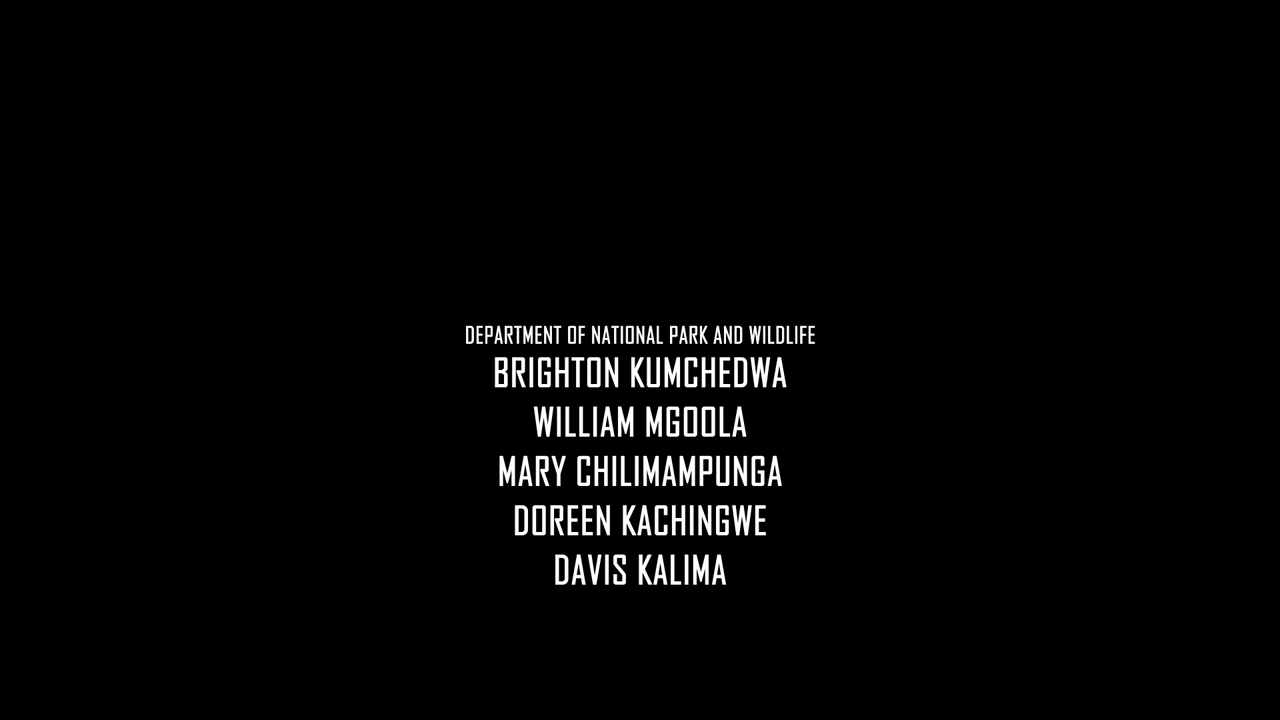 DEPARTMENT OF NATIONAL PARK AND WILDLIFE
BRIGHTON KUMCHEDWA
WILLIAM MGOOLA
MARY CHILIMAMPUNGA
DOREEN KACHINGWE
DAVIS KALIMA